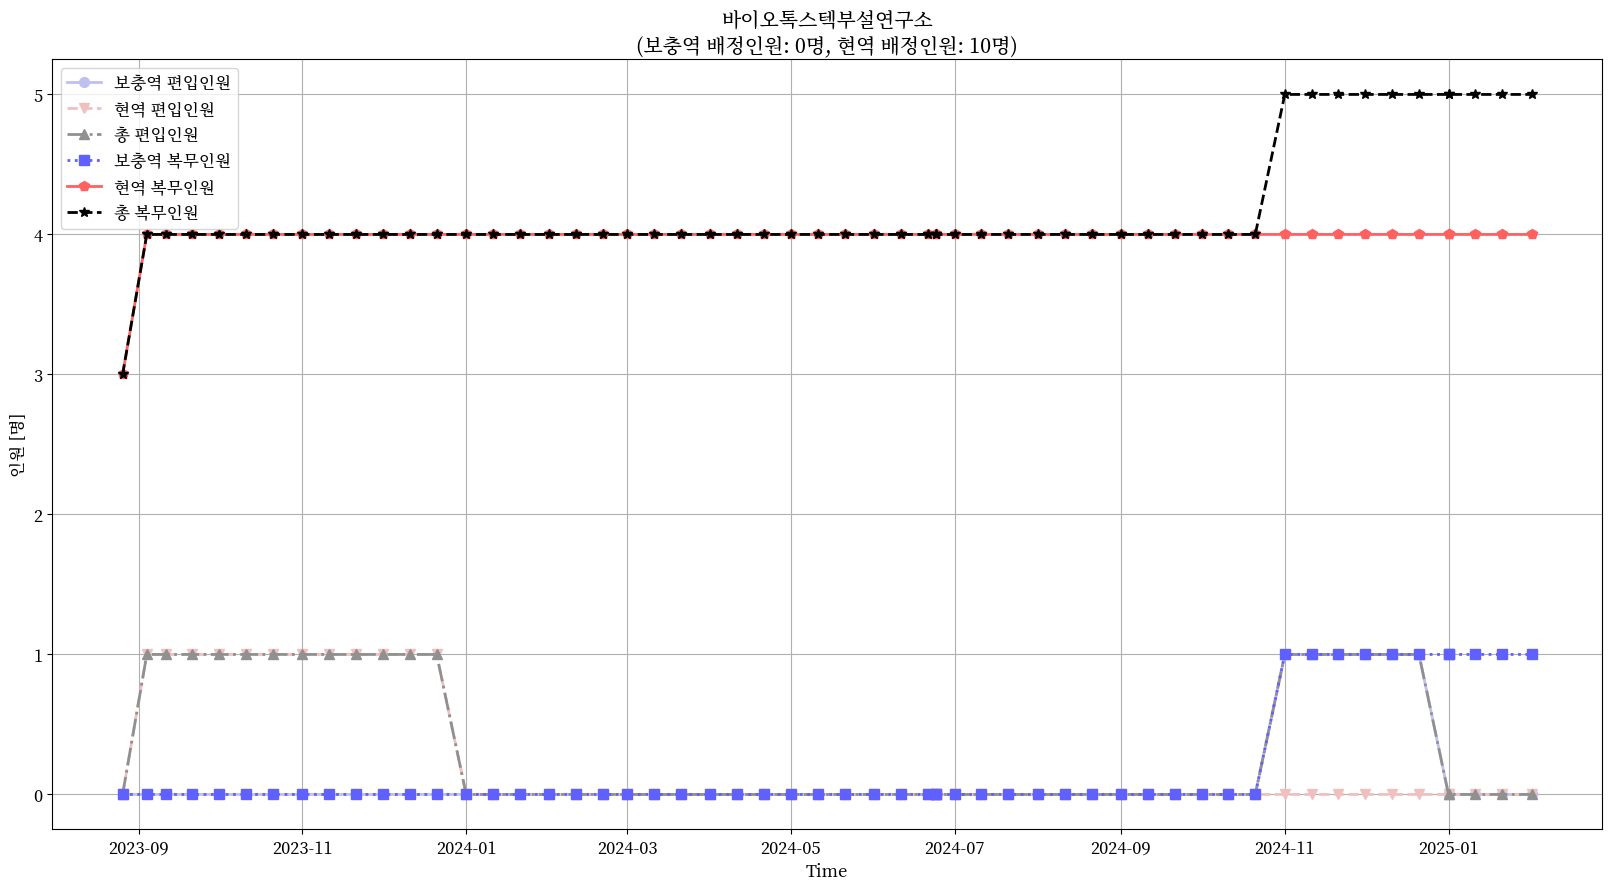 바이오톡스텍부설연구소
(보충역 배정인원: 0명, 현역 배정인원: 10명)
보충역 편입인원
현역 편입인원
총 편입인원
보충역 복무인원
현역 복무인원
총 복무인원
인원 [명]
5
4
3
2
1
0
2023-09
2023-11
2024-01
2024-03
2024-05
2024-07
2024-09
2024-11
2025-01
Time